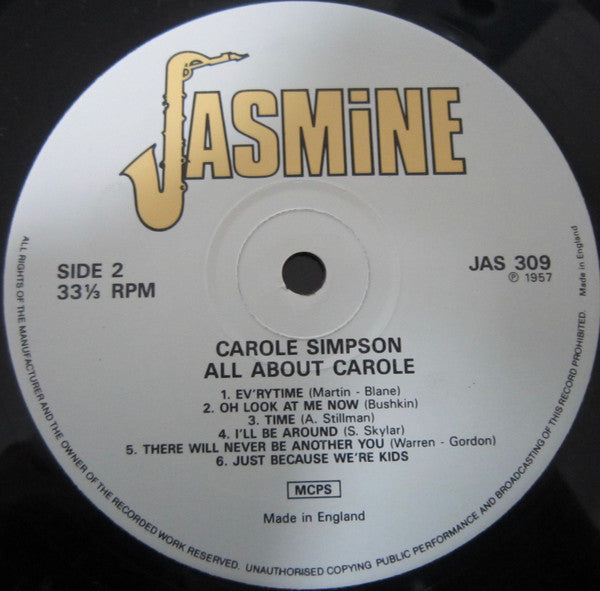 JASMiNE
SIDE 2
33⅓ RPM
JAS 309
℗ 1957
CAROLE SIMPSON
ALL ABOUT CAROLE
1. EV'RYTIME (Martin - Blane)
2. OH LOOK AT ME NOW (Bushkin)
3. TIME (A. Stillman)
4. I'LL BE AROUND (S. Skylar)
5. THERE WILL NEVER BE ANOTHER YOU (Warren - Gordon)
6. JUST BECAUSE WE'RE KIDS
MCPS
Made in England
ALL RIGHTS OF THE MANUFACTURER AND THE OWNER OF THE RECORDED WORK RESERVED. UNAUTHORISED COPYING PUBLIC PERFORMANCE AND BROADCASTING OF THIS RECORD PROHIBITED. Made in England